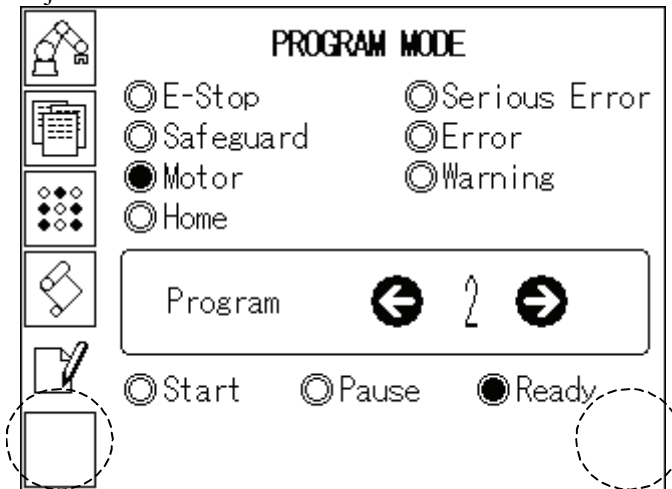 PROGRAM MODE
E-Stop
Serious Error
Safeguard
Error
Motor
Warning
Home
Program 2
Start Pause Ready